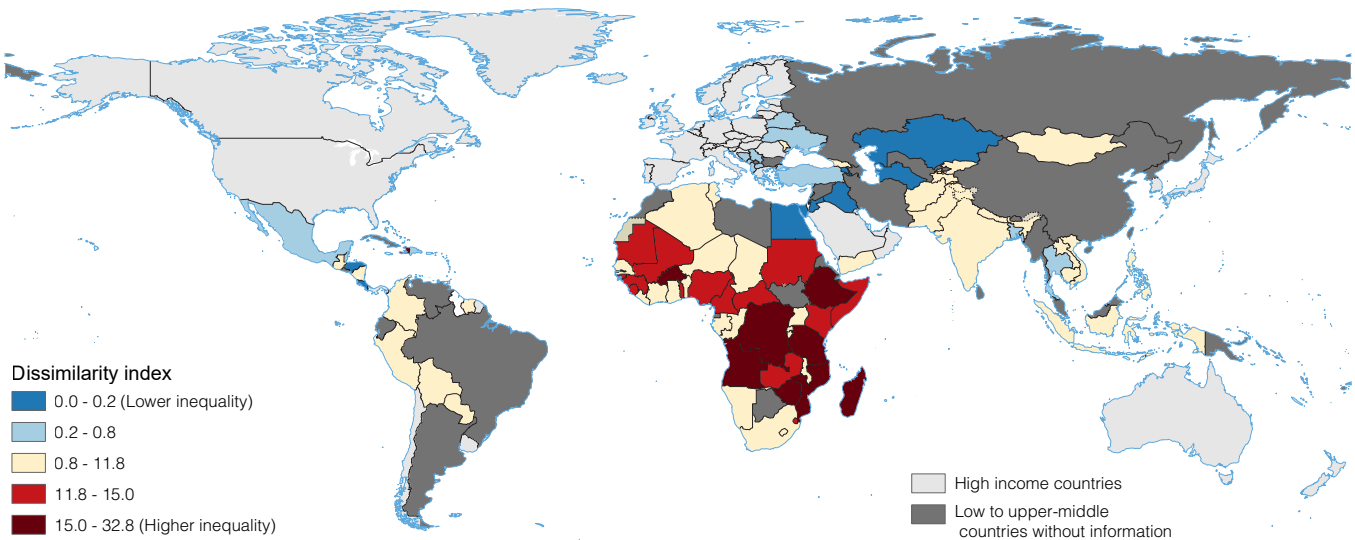 Dissimilarity index
0.0 - 0.2 (Lower inequality)
0.2 - 0.8
0.8 - 11.8
11.8 - 15.0
15.0 - 32.8 (Higher inequality)
High income countries
Low to upper-middle
countries without information